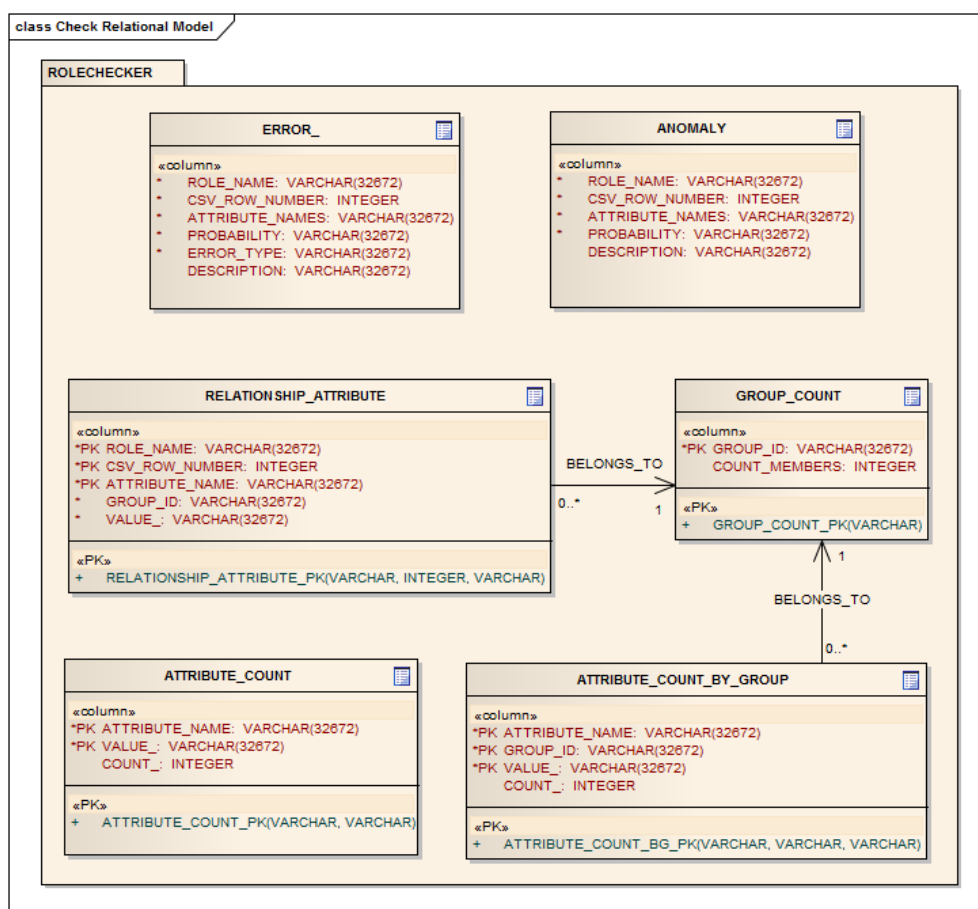 class Check Relational Model
ROLECHECKER
ERROR_
«column»
* ROLE_NAME: VARCHAR(32672)
* CSV_ROW_NUMBER: INTEGER
* ATTRIBUTE_NAMES: VARCHAR(32672)
* PROBABILITY: VARCHAR(32672)
* ERROR_TYPE: VARCHAR(32672)
DESCRIPTION: VARCHAR(32672)
ANOMALY
«column»
* ROLE_NAME: VARCHAR(32672)
* CSV_ROW_NUMBER: INTEGER
* ATTRIBUTE_NAMES: VARCHAR(32672)
* PROBABILITY: VARCHAR(32672)
DESCRIPTION: VARCHAR(32672)
RELATIONSHIP_ATTRIBUTE
«column»
*PK ROLE_NAME: VARCHAR(32672)
*PK CSV_ROW_NUMBER: INTEGER
*PK ATTRIBUTE_NAME: VARCHAR(32672)
* GROUP_ID: VARCHAR(32672)
* VALUE_: VARCHAR(32672)
«PK»
+ RELATIONSHIP_ATTRIBUTE_PK(VARCHAR, INTEGER, VARCHAR)
BELONGS_TO
0..*
1
GROUP_COUNT
«column»
*PK GROUP_ID: VARCHAR(32672)
COUNT_MEMBERS: INTEGER
«PK»
+ GROUP_COUNT_PK(VARCHAR)
1
BELONGS_TO
0..*
ATTRIBUTE_COUNT
«column»
*PK ATTRIBUTE_NAME: VARCHAR(32672)
*PK VALUE_: VARCHAR(32672)
COUNT_: INTEGER
«PK»
+ ATTRIBUTE_COUNT_PK(VARCHAR, VARCHAR)
ATTRIBUTE_COUNT_BY_GROUP
«column»
*PK ATTRIBUTE_NAME: VARCHAR(32672)
*PK GROUP_ID: VARCHAR(32672)
*PK VALUE_: VARCHAR(32672)
COUNT_: INTEGER
«PK»
+ ATTRIBUTE_COUNT_BG_PK(VARCHAR, VARCHAR, VARCHAR)